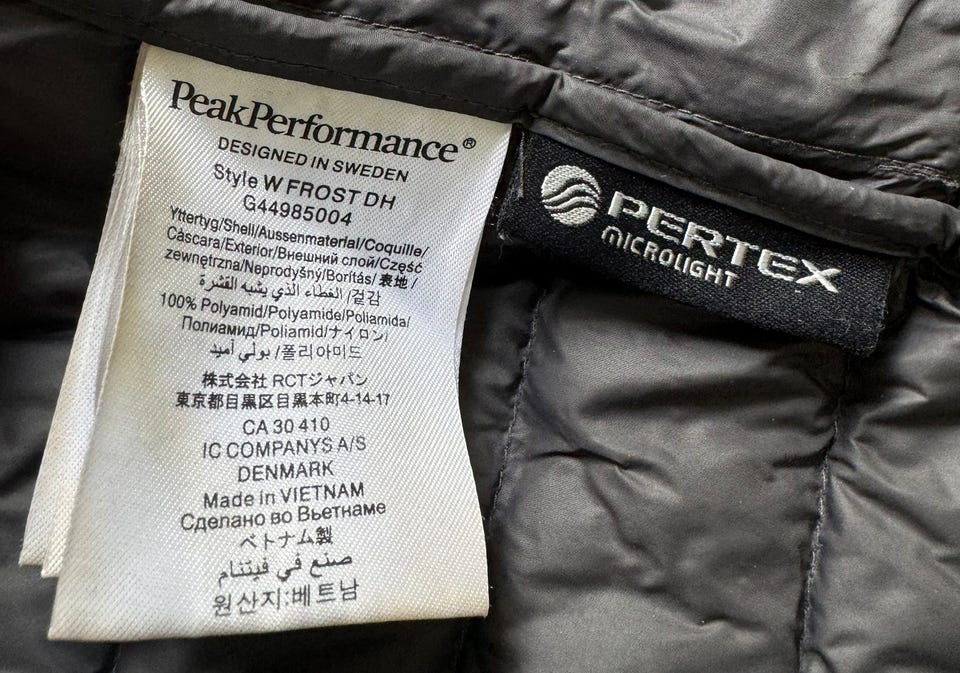 PeakPerformance®
DESIGNED IN SWEDEN
Style W FROST DH
G44985004
Yttertyg/Shell/Aussenmaterial/Coquille/
Cáscara/Exterior/Внешний слой/Część
zewnętrzna/Neprodyšný/Borítás/ 表地 /
الغطاء الذي يشبه القشرة /겉감
100% Polyamid/Polyamide/Poliamida/
Полиамид/Poliamid/ナイロン/
بولي أميد /폴리아미드
株式会社 RCTジャパン
東京都目黒区目黒本町4-14-17
CA 30 410
IC COMPANYS A/S
DENMARK
Made in VIETNAM
Сделано во Вьетнаме
ベトナム製
صنع في فيتنام
원산지:베트남
PERTEX
MICROLIGHT